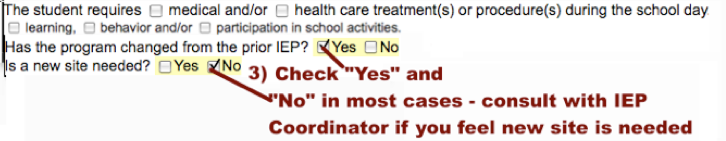 The student requires ☐ medical and/or ☐ health care treatment(s) or procedure(s) during the school day
☐ learning, ☐ behavior and/or ☐ participation in school activities.
Has the program changed from the prior IEP? ☑ Yes ☐ No
Is a new site needed? ☐ Yes ☑ No
3) Check "Yes" and
"No" in most cases - consult with IEP
Coordinator if you feel new site is needed